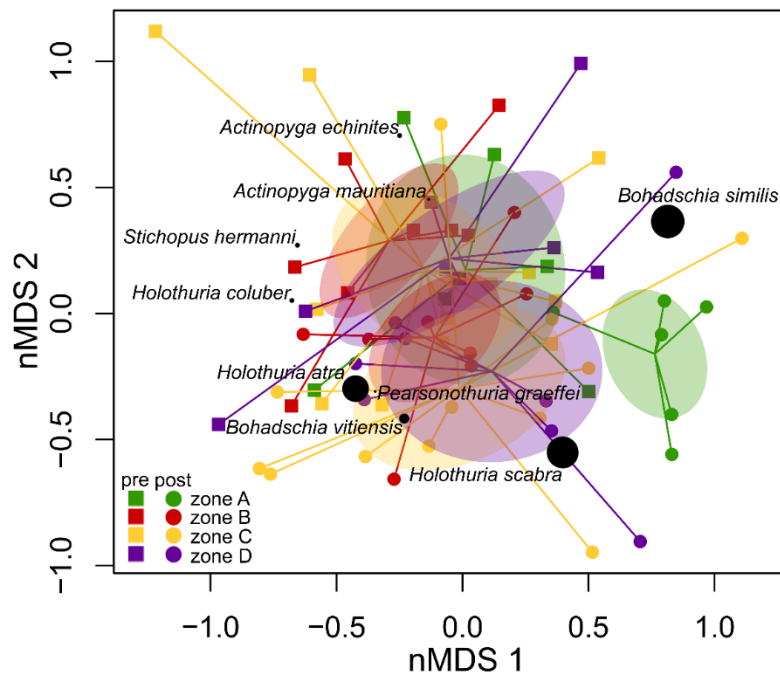 1.0
0.5
0.0
-0.5
-1.0
nMDS 2
Actinopyga echinites
Actinopyga mauritiana
Bohadschia similis
Stichopus hermanni
Holothuria coluber
Holothuria atra
Pearsonothuria graeffei
Bohadschia vitiensis
Holothuria scabra
pre post
zone A
zone B
zone C
zone D
-1.0 -0.5 0.0 0.5 1.0
nMDS 1